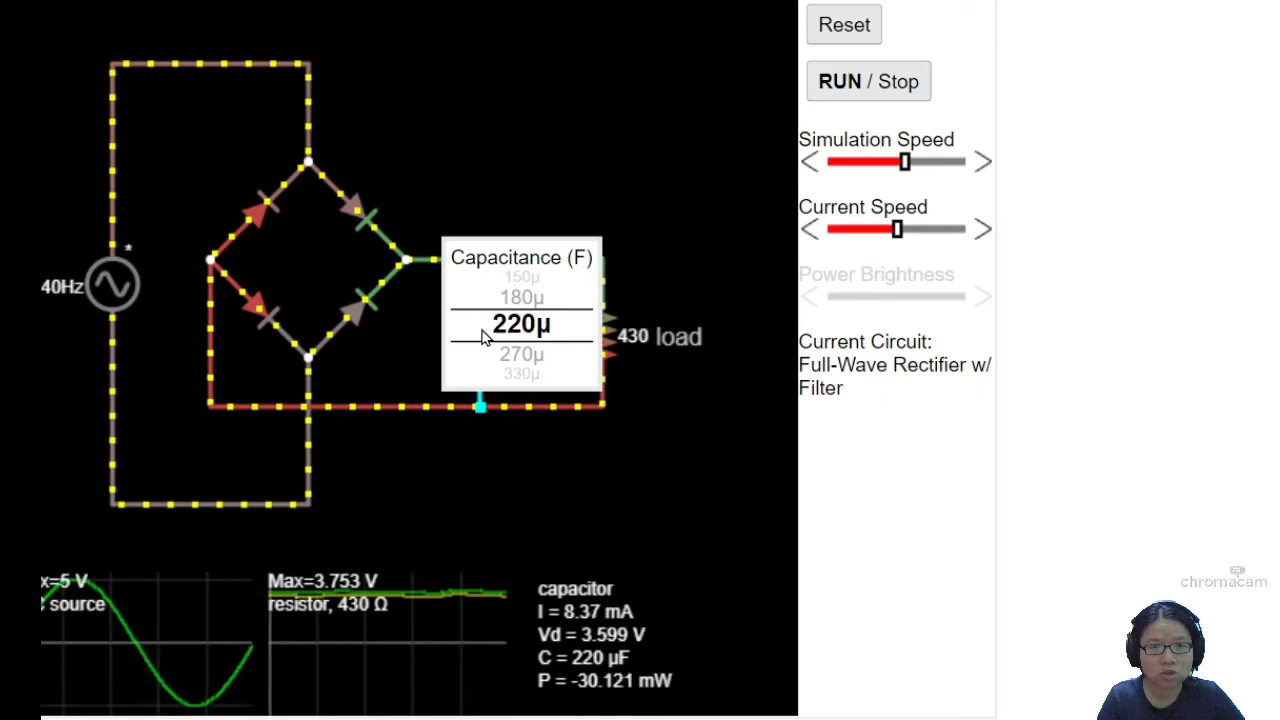 Reset
RUN / Stop
Simulation Speed
Current Speed
Power Brightness
Current Circuit:
Full-Wave Rectifier w/
Filter
*
40Hz
Capacitance (F)
150µ
180µ
220µ
270µ
330µ
430 load
x=5 V
source
Max=3.753 V
resistor, 430 Ω
capacitor
I = 8.37 mA
Vd = 3.599 V
C = 220 µF
P = -30.121 mW
chromacam